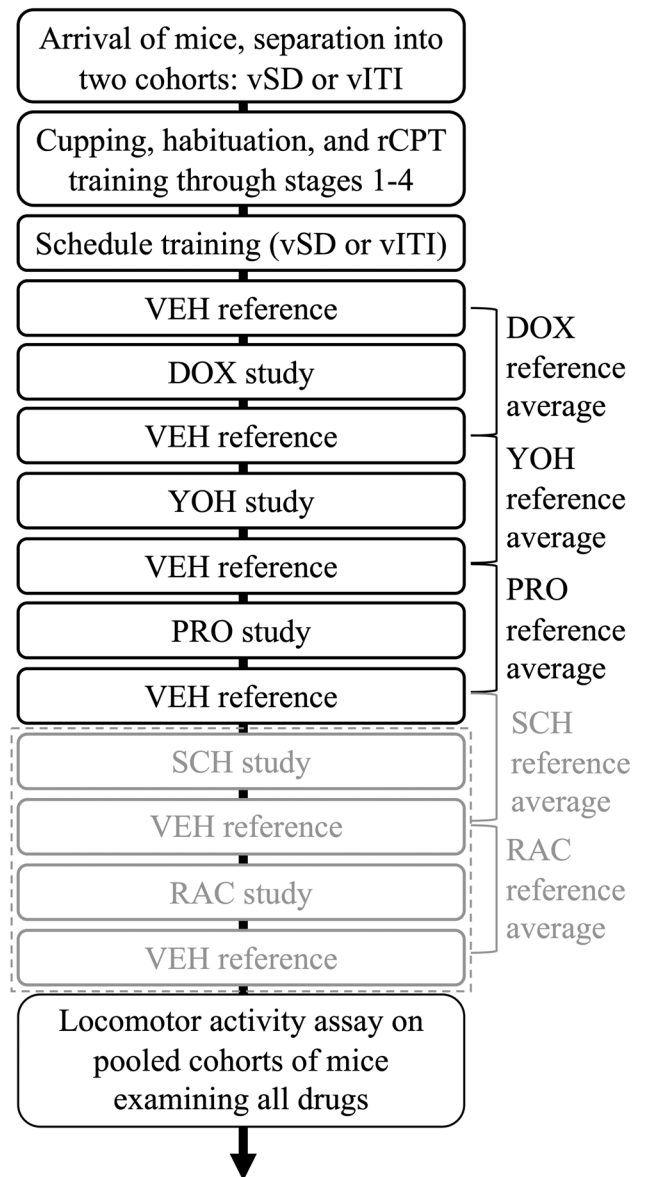 Arrival of mice, separation into
two cohorts: vSD or vITI
Cupping, habituation, and rCPT
training through stages 1-4
Schedule training (vSD or vITI)
VEH reference
DOX study
VEH reference
DOX
reference
average
YOH study
VEH reference
YOH
reference
average
PRO study
VEH reference
PRO
reference
average
SCH study
VEH reference
SCH
reference
average
RAC study
VEH reference
RAC
reference
average
Locomotor activity assay on
pooled cohorts of mice
examining all drugs